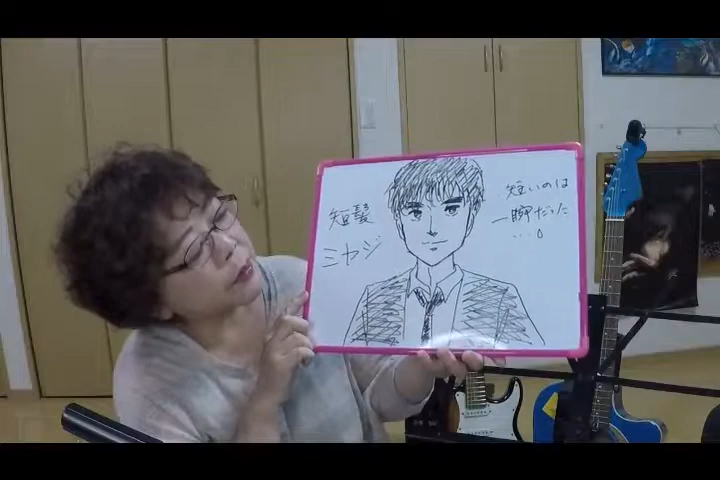 短髪
ミヤジ
短いのは
一瞬だった
...。